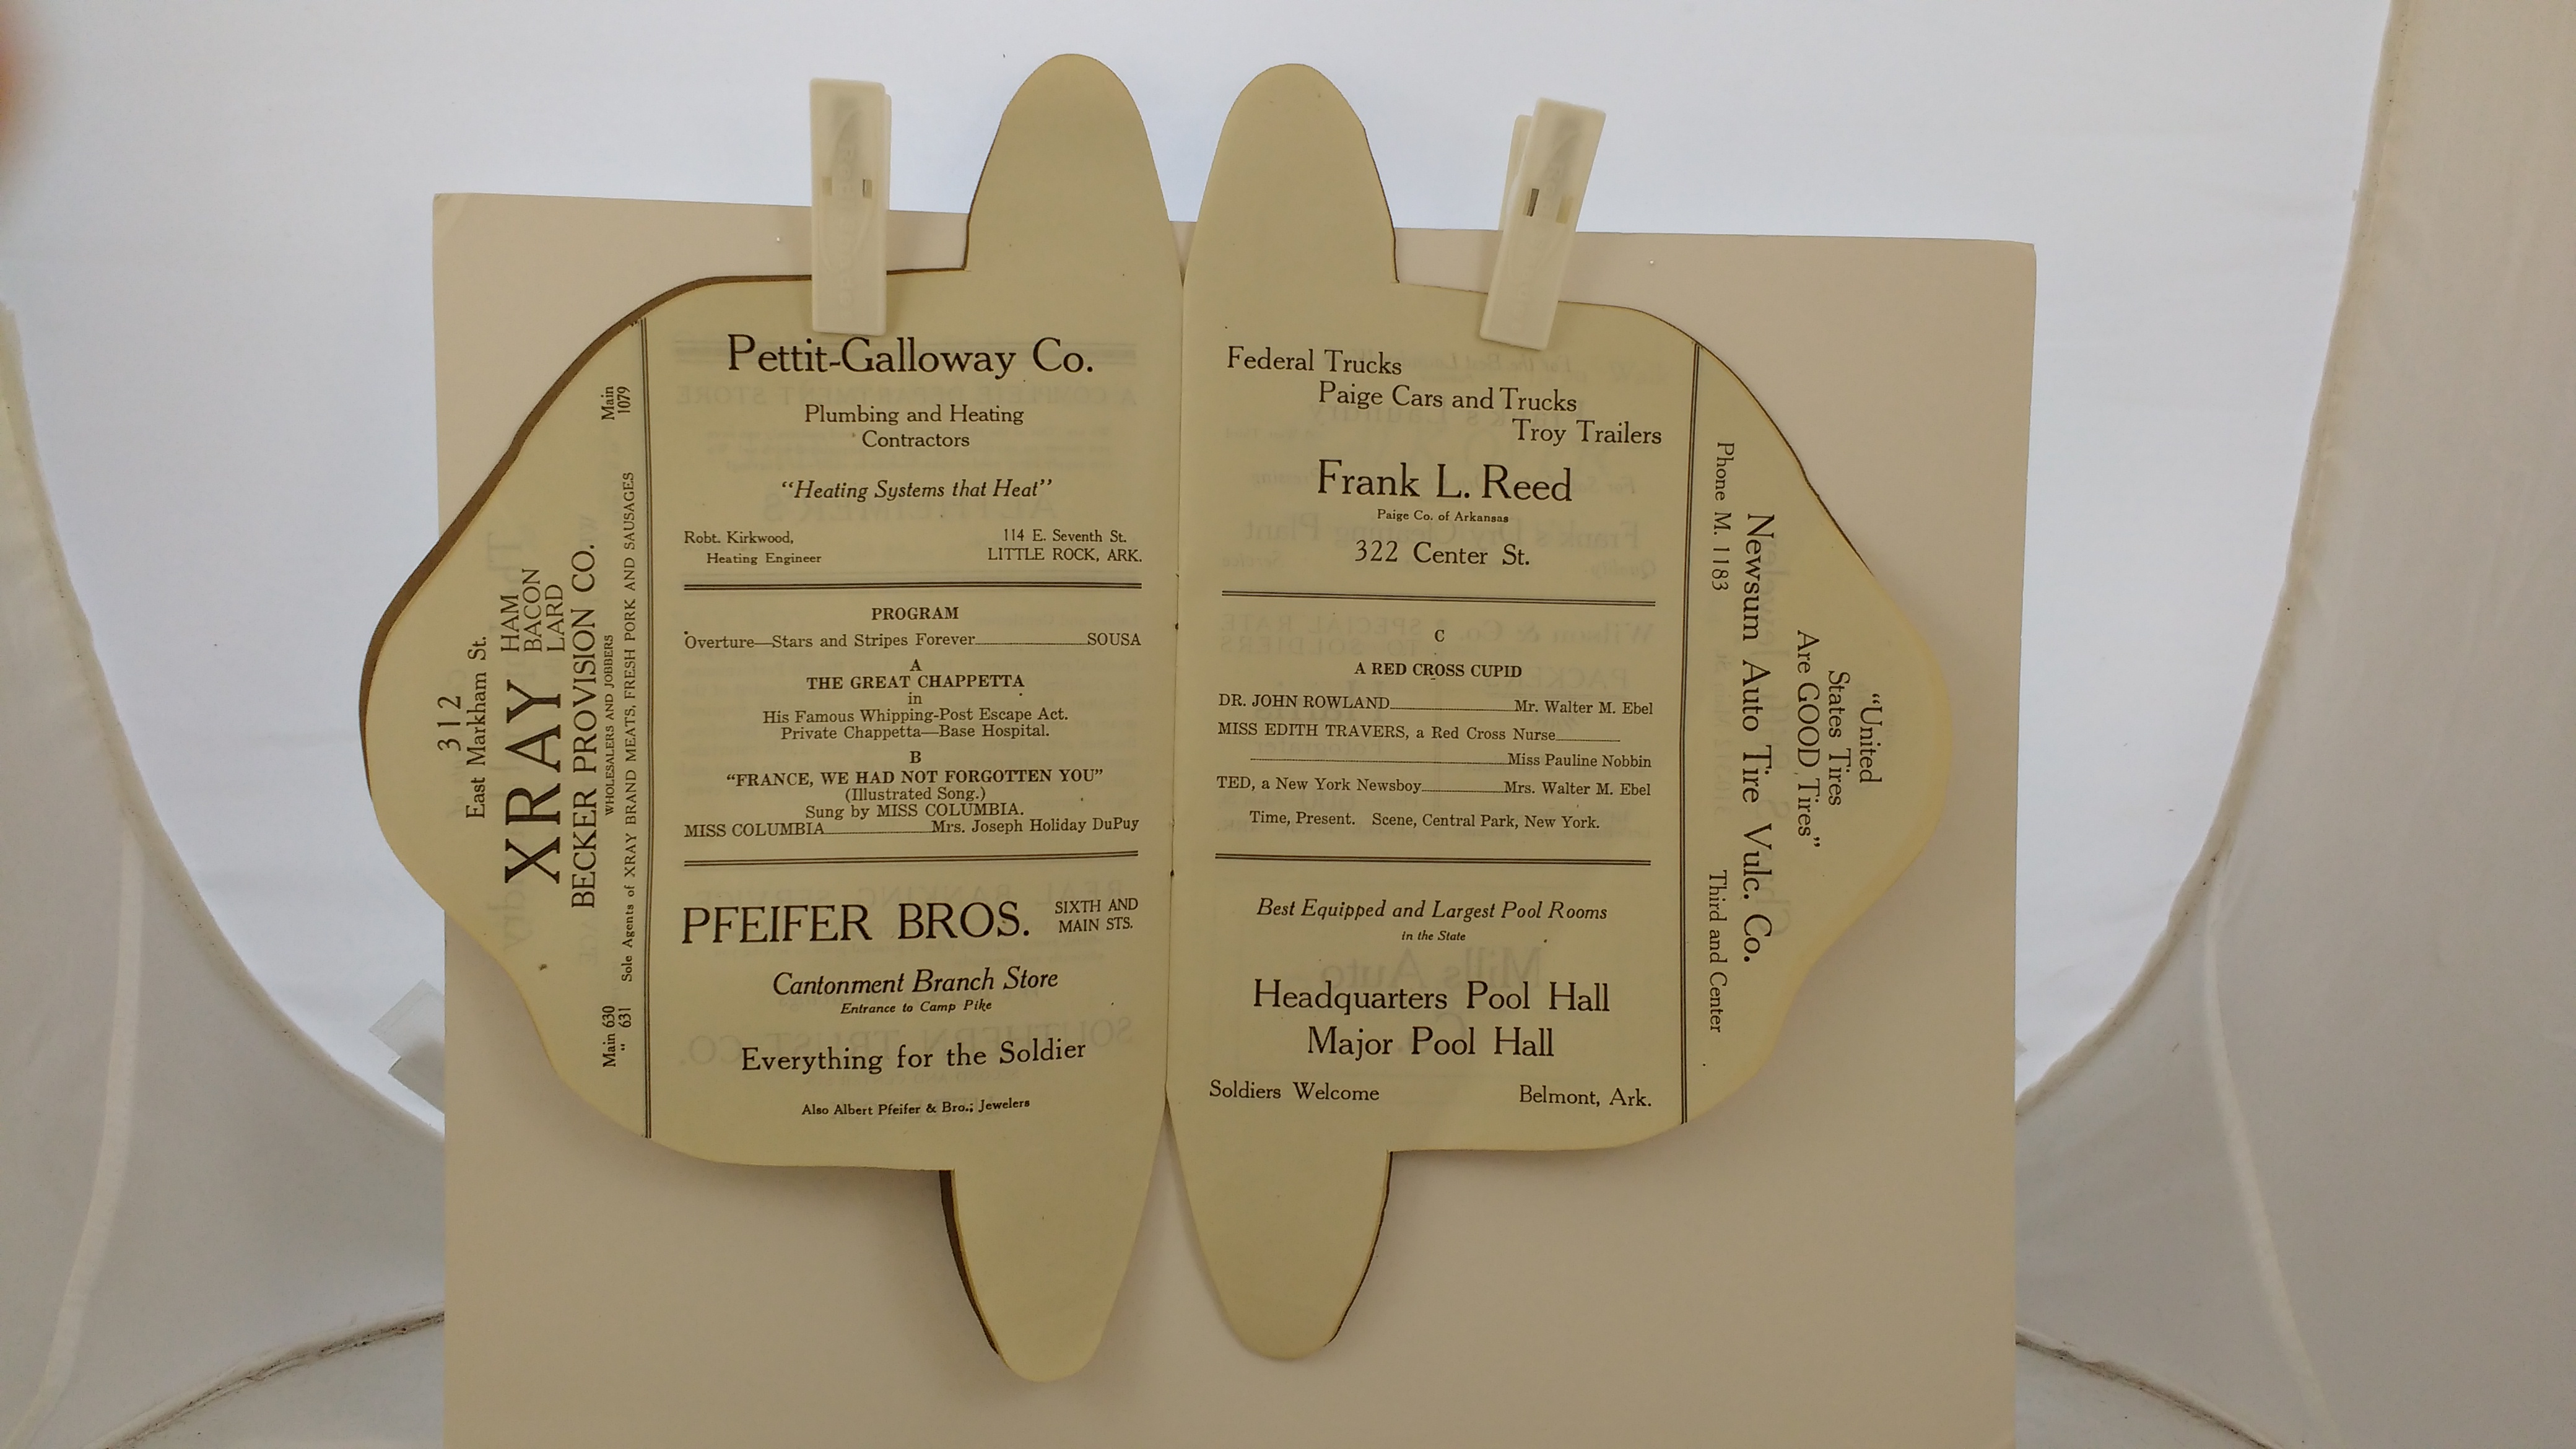 312
East Markham St.
XRAY
HAM
BACON
LARD
BECKER PROVISION CO.
WHOLESALERS AND JOBBERS
Main 630
" 631
Sole Agents of XRAY BRAND MEATS, FRESH PORK AND SAUSAGES
Main
1079
Pettit-Galloway Co.
Plumbing and Heating
Contractors
"Heating Systems that Heat"
Robt. Kirkwood,
Heating Engineer
114 E. Seventh St.
LITTLE ROCK, ARK.
PROGRAM
Overture—Stars and Stripes Forever SOUSA
A
THE GREAT CHAPPETTA
in
His Famous Whipping-Post Escape Act.
Private Chappetta—Base Hospital.
B
"FRANCE, WE HAD NOT FORGOTTEN YOU"
(Illustrated Song.)
Sung by MISS COLUMBIA.
MISS COLUMBIA Mrs. Joseph Holiday DuPuy
PFEIFER BROS. SIXTH AND
MAIN STS.
Cantonment Branch Store
Entrance to Camp Pike
Everything for the Soldier
Also Albert Pfeifer & Bro.; Jewelers
Federal Trucks
Paige Cars and Trucks
Troy Trailers
Frank L. Reed
Paige Co. of Arkansas
322 Center St.
C
A RED CROSS CUPID
DR. JOHN ROWLAND Mr. Walter M. Ebel
MISS EDITH TRAVERS, a Red Cross Nurse
Miss Pauline Nobbin
TED, a New York Newsboy Mrs. Walter M. Ebel
Time, Present. Scene, Central Park, New York.
Best Equipped and Largest Pool Rooms
in the State
Headquarters Pool Hall
Major Pool Hall
Soldiers Welcome Belmont, Ark.
"United
States Tires
Are GOOD Tires"
Newsum Auto Tire Vulc. Co.
Phone M. 1183 Third and Center